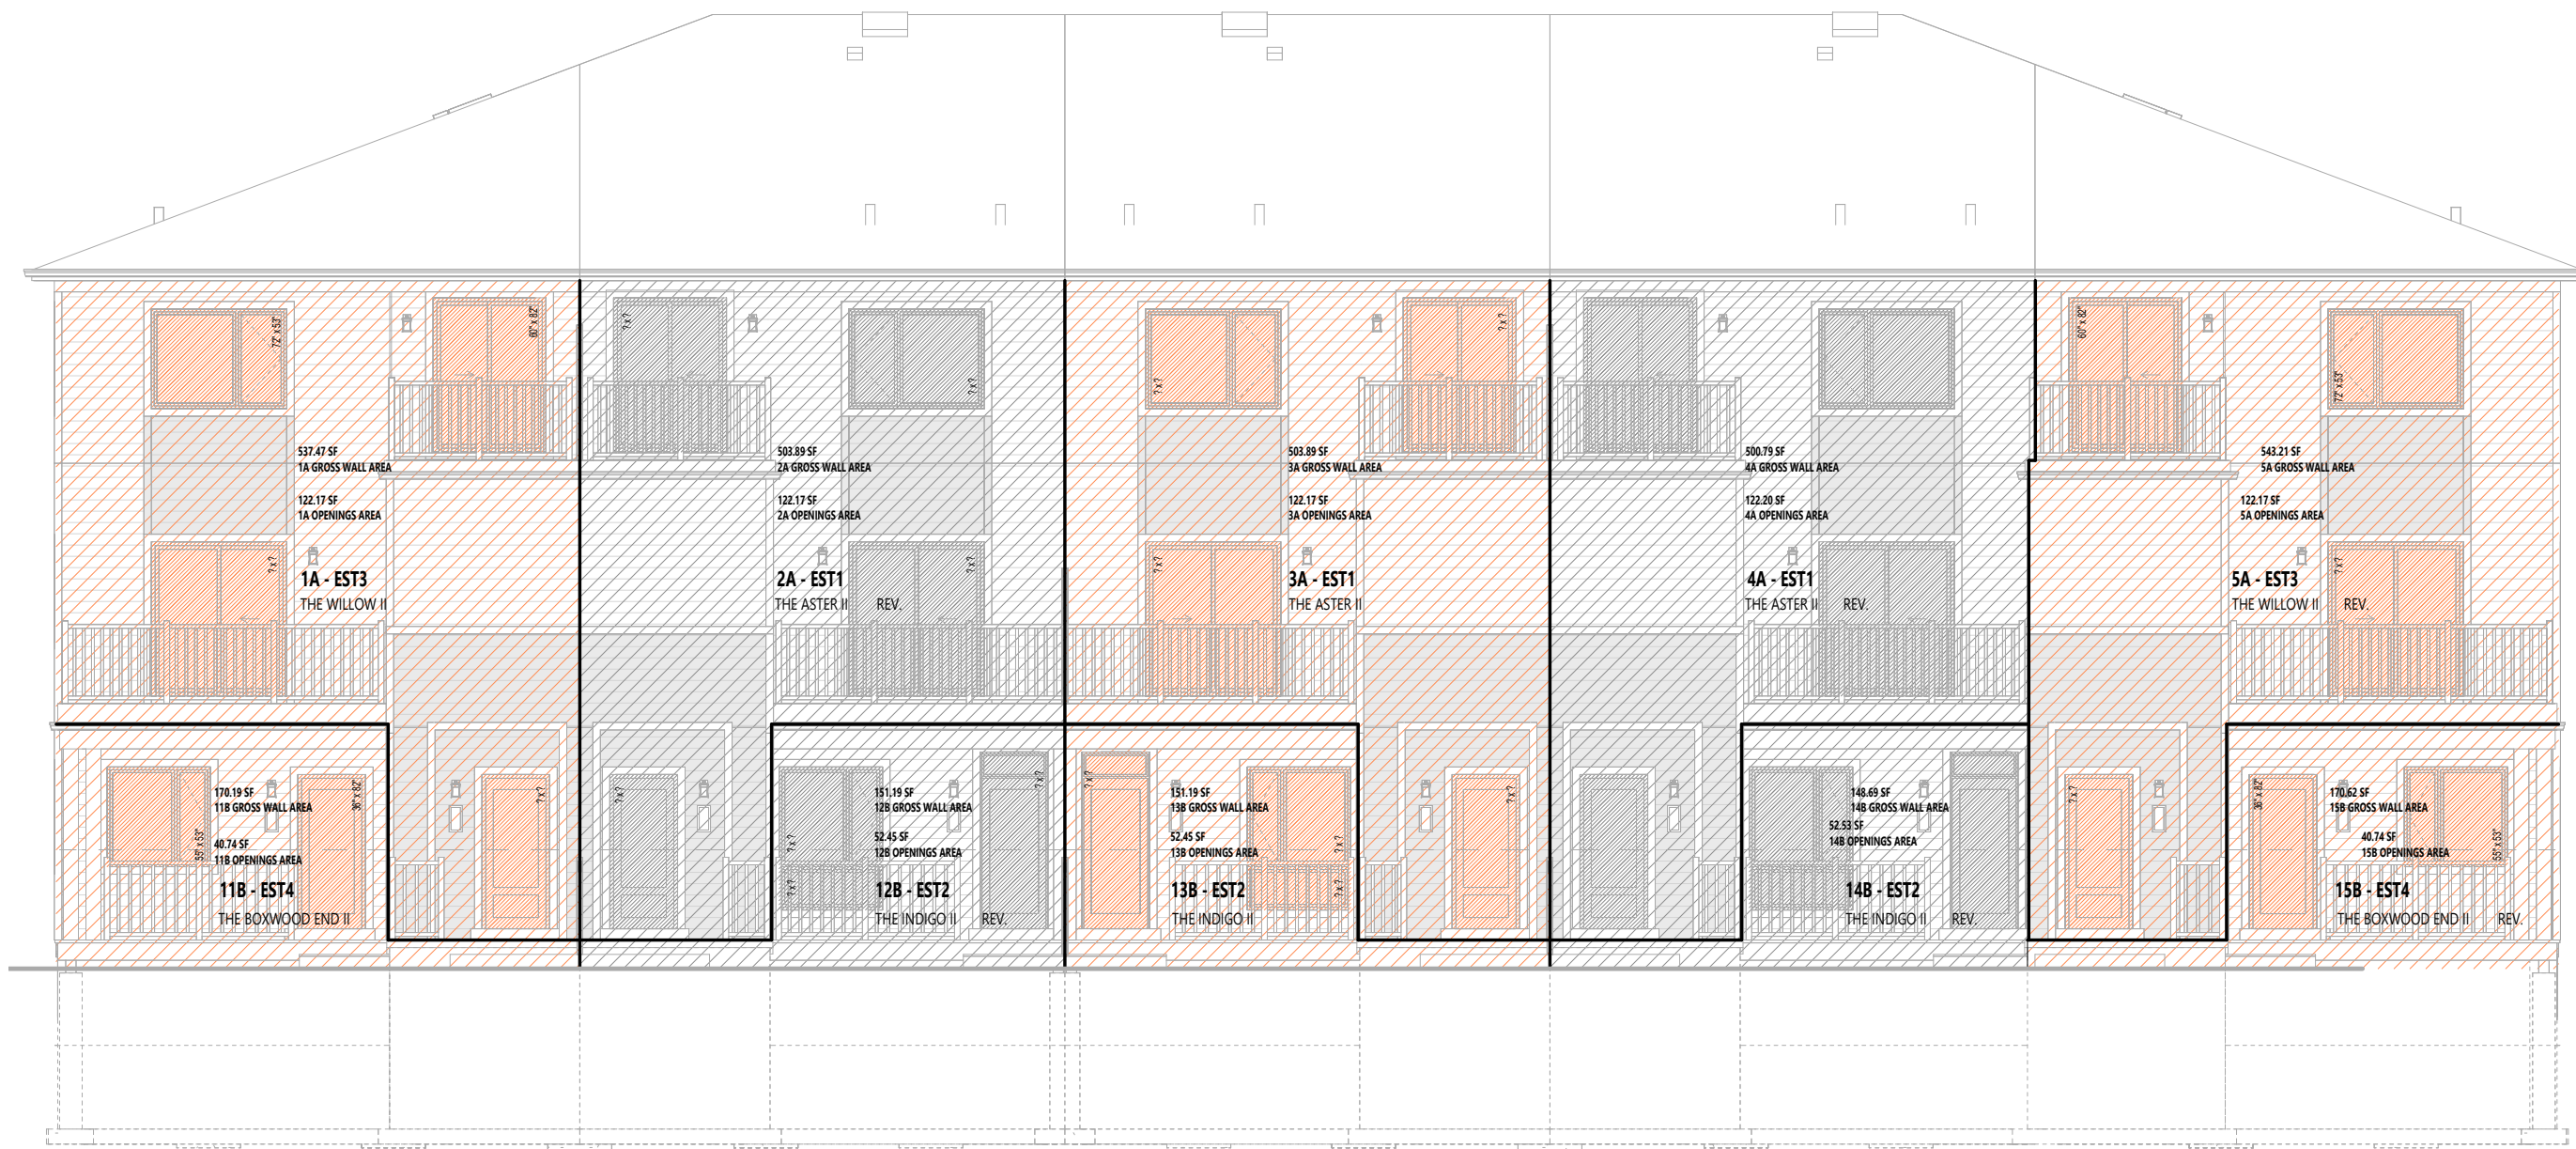 72" x 53"
60" x 82"
? x ?
? x ?
? x ?
? x ?
60" x 82"
72" x 53"
537.47 SF
1A GROSS WALL AREA
122.17 SF
1A OPENINGS AREA
? x ?
1A - EST3
THE WILLOW II
503.89 SF
2A GROSS WALL AREA
122.17 SF
2A OPENINGS AREA
2A - EST1
THE ASTER II REV.
503.89 SF
3A GROSS WALL AREA
122.17 SF
3A OPENINGS AREA
? x ?
3A - EST1
THE ASTER II
500.79 SF
4A GROSS WALL AREA
122.20 SF
4A OPENINGS AREA
4A - EST1
THE ASTER II REV.
543.21 SF
5A GROSS WALL AREA
122.17 SF
5A OPENINGS AREA
? x ?
5A - EST3
THE WILLOW II REV.
170.19 SF
11B GROSS WALL AREA
36" x 82"
55" x 53"
40.74 SF
11B OPENINGS AREA
11B - EST4
THE BOXWOOD END II
? x ?
? x ?
151.19 SF
12B GROSS WALL AREA
? x ?
? x ?
? x ?
52.45 SF
12B OPENINGS AREA
12B - EST2
THE INDIGO II REV.
? x ?
151.19 SF
13B GROSS WALL AREA
52.45 SF
13B OPENINGS AREA
? x ?
? x ?
13B - EST2
THE INDIGO II
? x ?
148.69 SF
14B GROSS WALL AREA
52.53 SF
14B OPENINGS AREA
14B - EST2
THE INDIGO II REV.
? x ?
36" x 82"
170.62 SF
15B GROSS WALL AREA
40.74 SF
15B OPENINGS AREA
55" x 53"
15B - EST4
THE BOXWOOD END II REV.